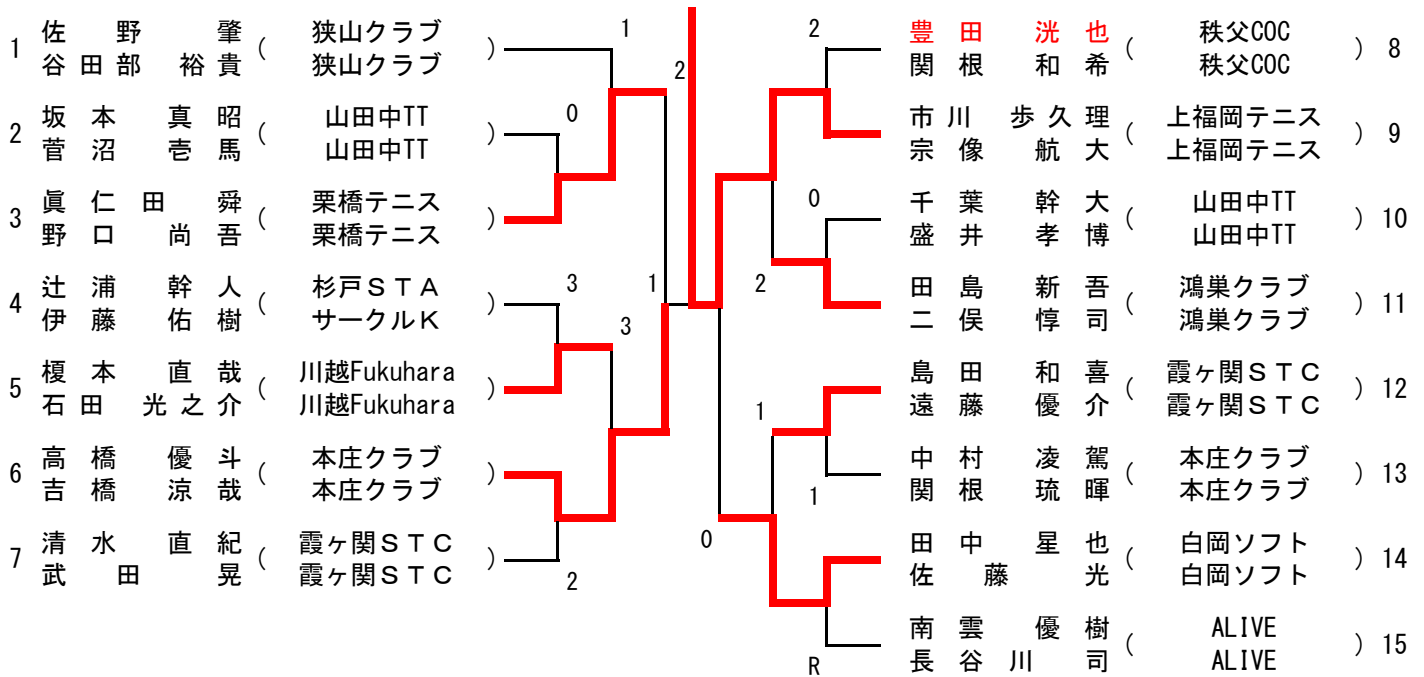 1 佐野 肇 ( 狭山クラブ )
谷田部 裕貴 狭山クラブ
2 坂本 真昭 ( 山田中TT )
菅沼 壱馬 山田中TT
3 眞仁田 舜 ( 栗橋テニス )
野口 尚吾 栗橋テニス
4 辻浦 幹人 ( 杉戸STA )
伊藤 佑樹 サークルK
5 榎本 直哉 ( 川越Fukuhara )
石田 光之介 川越Fukuhara
6 高橋 優斗 ( 本庄クラブ )
吉橋 涼哉 本庄クラブ
7 清水 直紀 ( 霞ヶ関STC )
武田 晃 霞ヶ関STC
1
0
2
3
1
3
2
2
0
2
1
1
0
R
豊田 洸也 ( 秩父COC ) 8
関根 和希 秩父COC
市川 歩久理 ( 上福岡テニス ) 9
宗像 航大 上福岡テニス
千葉 幹大 ( 山田中TT ) 10
盛井 孝博 山田中TT
田島 新吾 ( 鴻巣クラブ ) 11
二俣 惇司 鴻巣クラブ
島田 和喜 ( 霞ヶ関STC ) 12
遠藤 優介 霞ヶ関STC
中村 凌駕 ( 本庄クラブ ) 13
関根 琉暉 本庄クラブ
田中 星也 ( 白岡ソフト ) 14
佐藤 光 白岡ソフト
南雲 優樹 ( ALIVE ) 15
長谷川 司 ALIVE